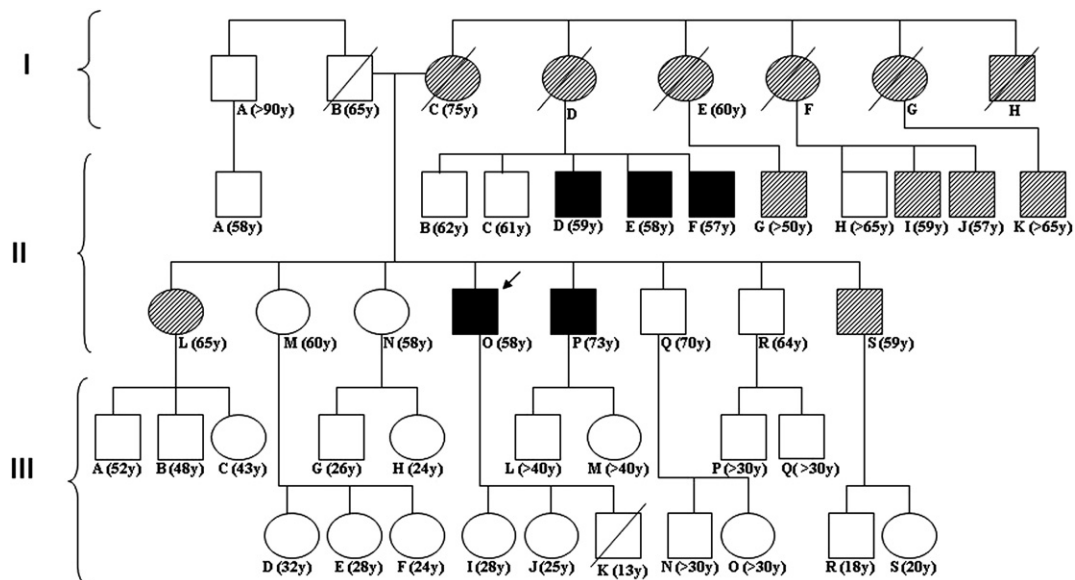 I
A (>90y) B (65y) C (75y) D E (60y) F G H
II
A (58y) B (62y) C (61y) D (59y) E (58y) F (57y) G (>50y) H (>65y) I (59y) J (57y) K (>65y)
L (65y) M (60y) N (58y) O (58y) P (73y) Q (70y) R (64y) S (59y)
III
A (52y) B (48y) C (43y) G (26y) H (24y) L (>40y) M (>40y) P (>30y) Q(>30y)
D (32y) E (28y) F (24y) I (28y) J (25y) K (13y) N (>30y) O (>30y) R (18y) S (20y)